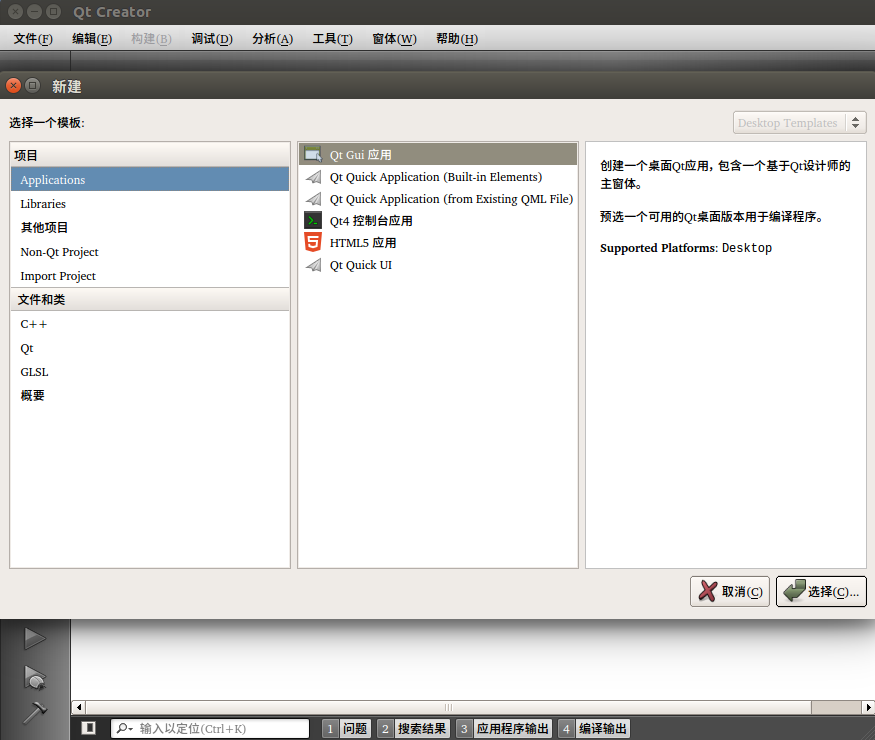 Qt Creator
文件(F) 编辑(E) 构建(B) 调试(D) 分析(A) 工具(T) 窗体(W) 帮助(H)
新建
选择一个模板:
Desktop Templates
项目
Applications
Libraries
其他项目
Non-Qt Project
Import Project
文件和类
C++
Qt
GLSL
概要
Qt Gui 应用
Qt Quick Application (Built-in Elements)
Qt Quick Application (from Existing QML File)
Qt4 控制台应用
HTML5 应用
Qt Quick UI
创建一个桌面Qt应用，包含一个基于Qt设计师的
主窗体。
预选一个可用的Qt桌面版本用于编译程序。
Supported Platforms: Desktop
取消(C) 选择(C)...
输入以定位(Ctrl+K) 1 问题 2 搜索结果 3 应用程序输出 4 编译输出